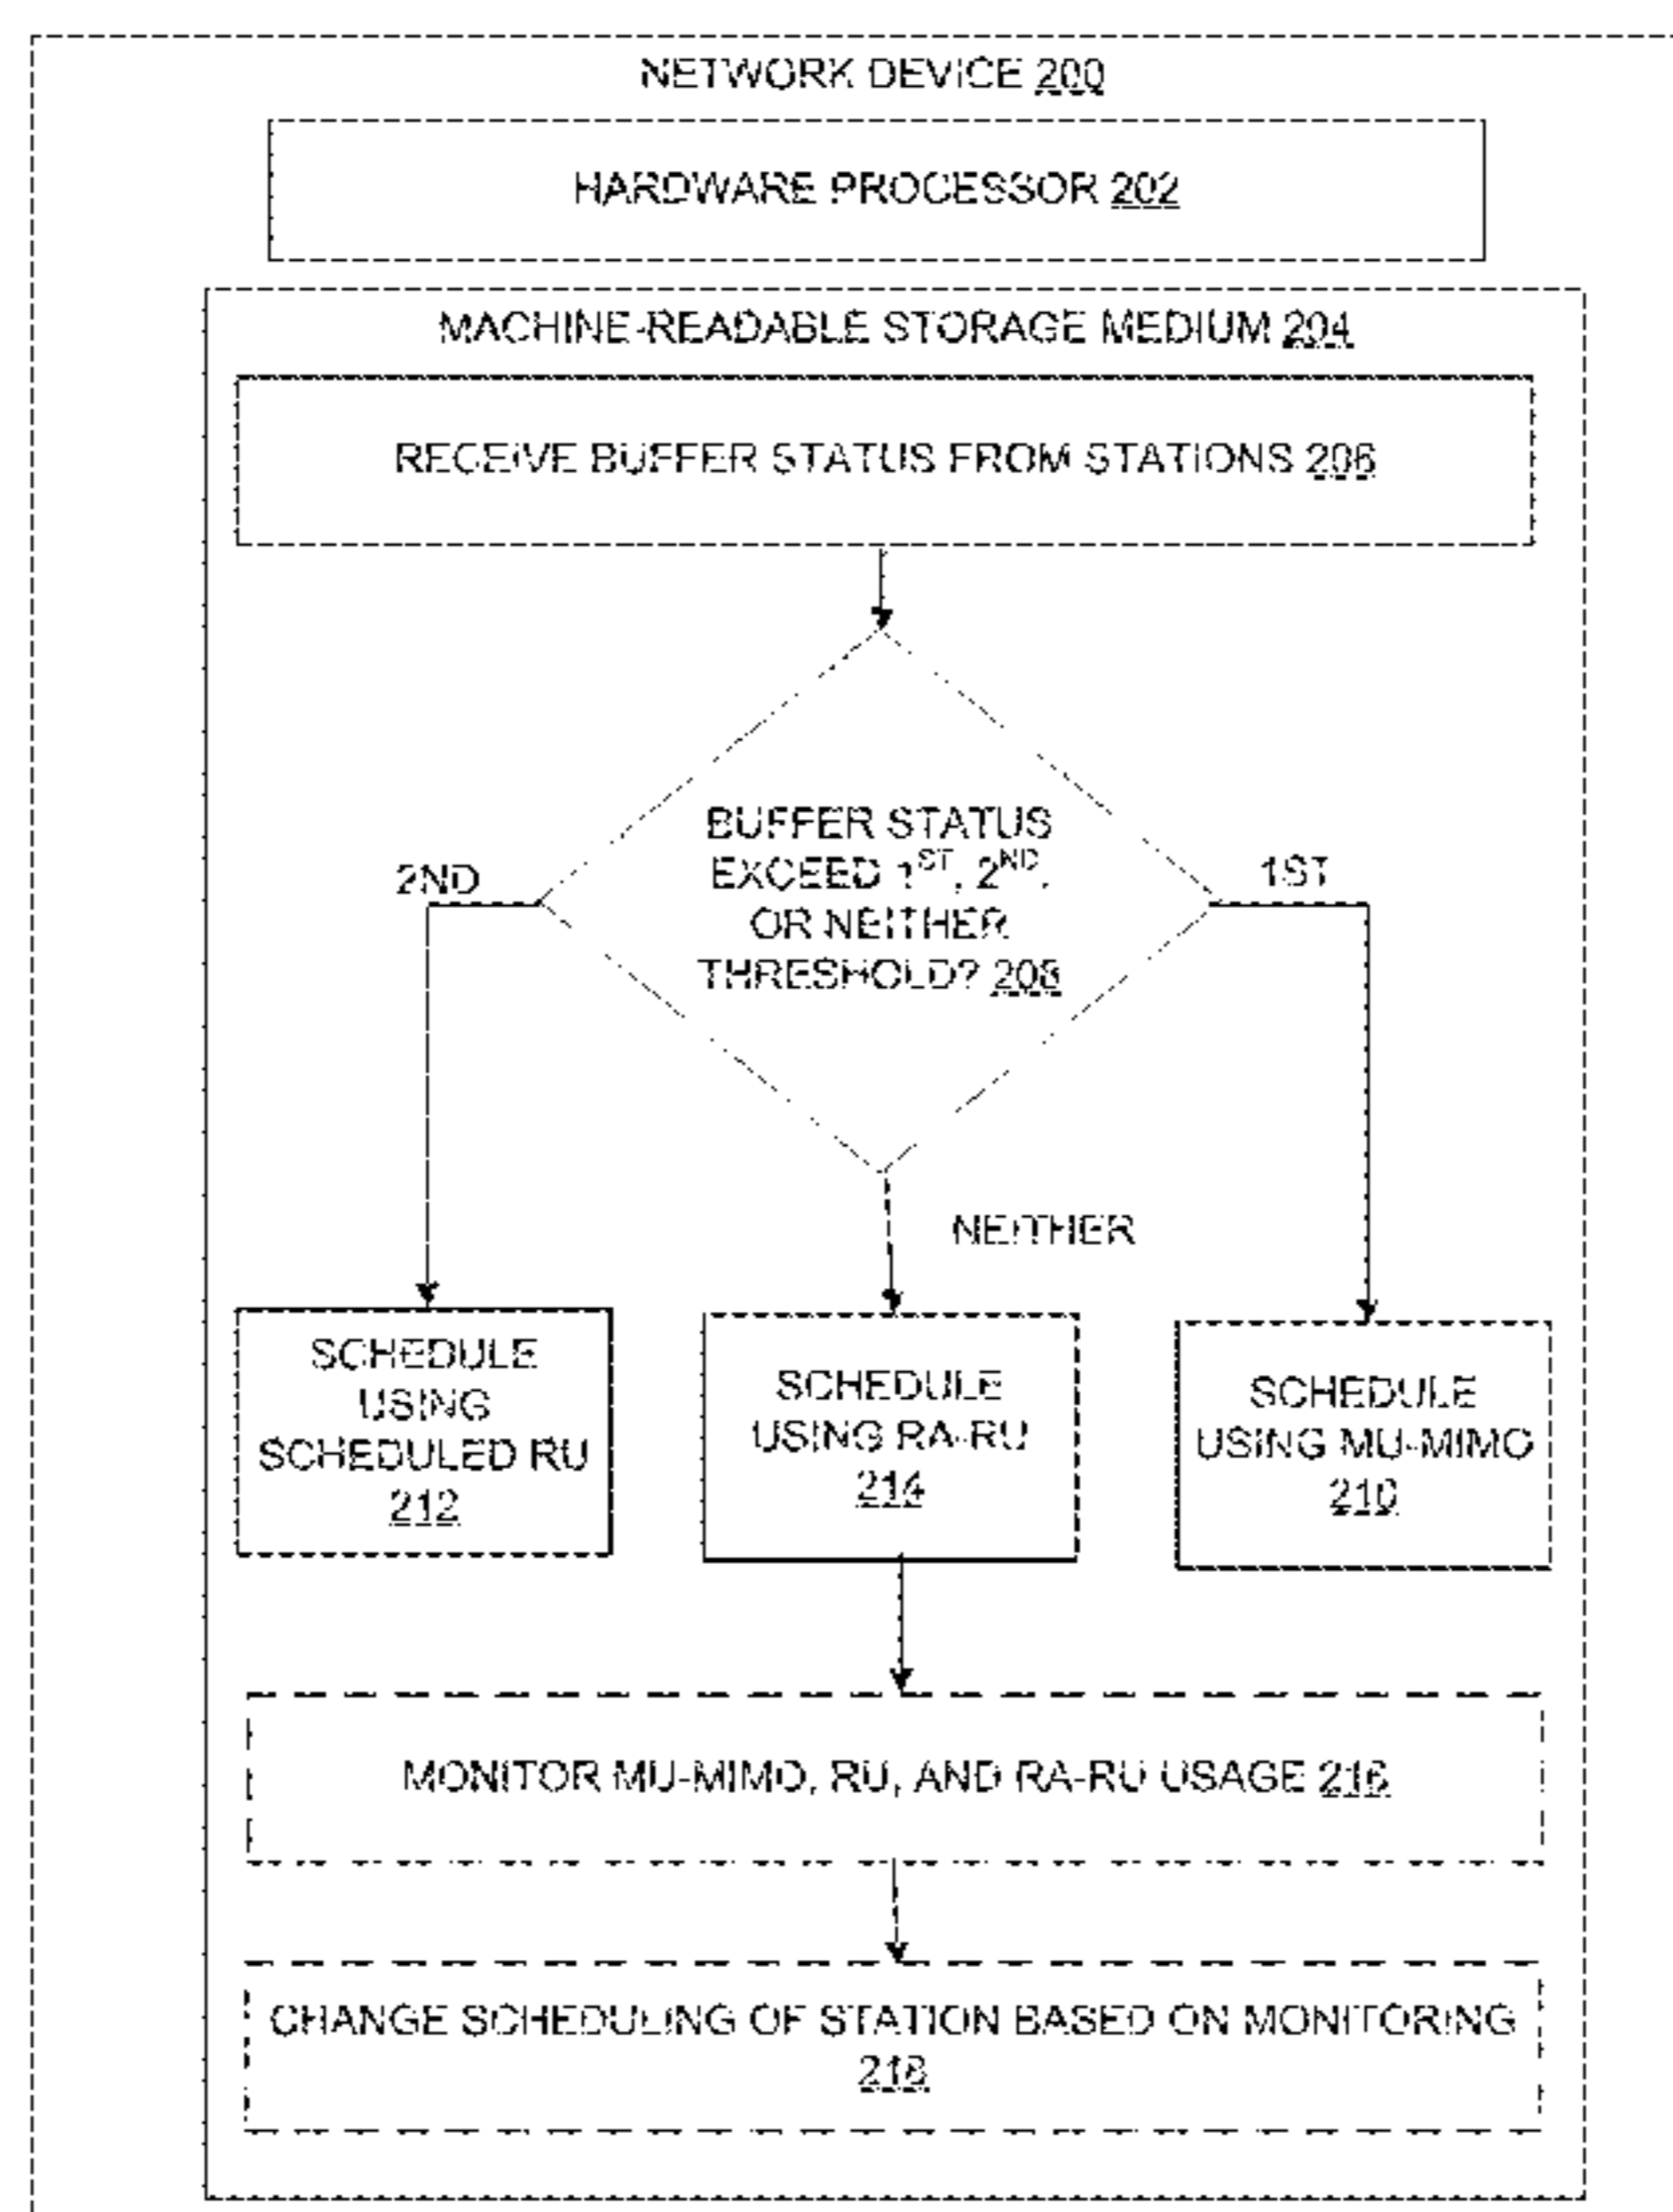 NETWORK DEVICE 200
HARDWARE PROCESSOR 202
MACHINE-READABLE STORAGE MEDIUM 204
RECEIVE BUFFER STATUS FROM STATIONS 206
BUFFER STATUS
EXCEED 1ST, 2ND,
OR NEITHER
THRESHOLD? 208
2ND
1ST
NEITHER
SCHEDULE
USING
SCHEDULED RU
212
SCHEDULE
USING RA-RU
214
SCHEDULE
USING MU-MIMO
210
MONITOR MU-MIMO, RU, AND RA-RU USAGE 216
CHANGE SCHEDULING OF STATION BASED ON MONITORING
218